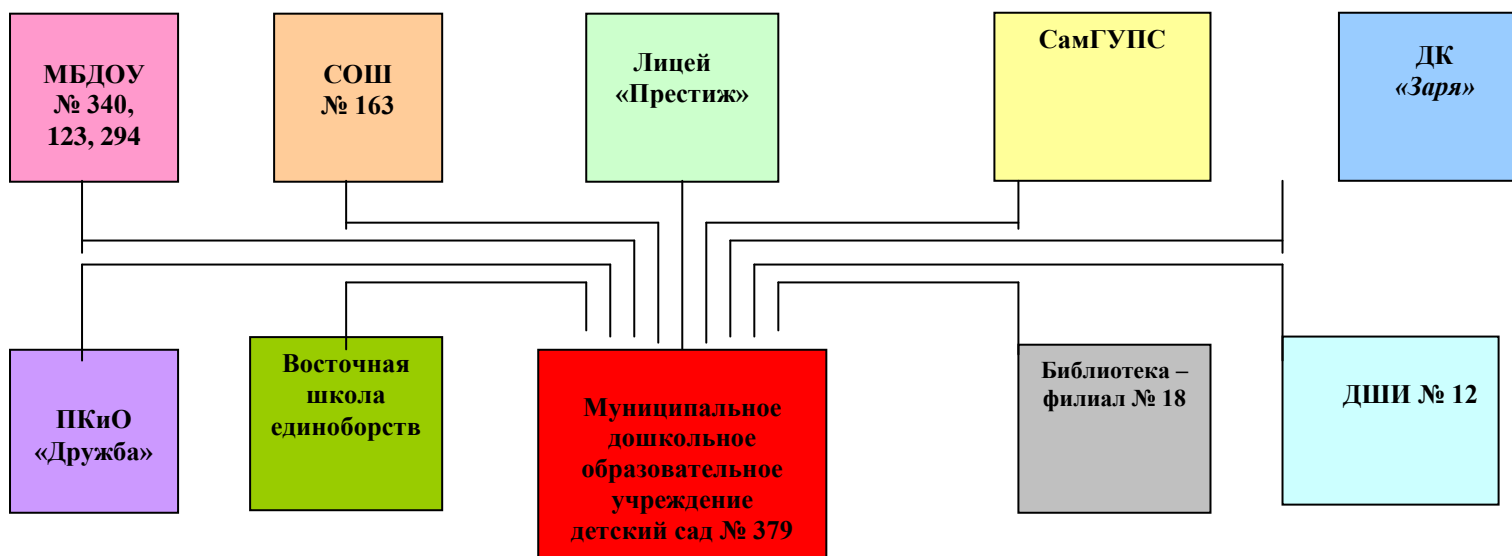 МБДОУ
№ 340,
123, 294
СОШ
№ 163
Лицей
«Престиж»
СамГУПС
ДК
«Заря»
ПКиО
«Дружба»
Восточная
школа
единоборств
Муниципальное
дошкольное
образовательное
учреждение
детский сад № 379
Библиотека –
филиал № 18
ДШИ № 12